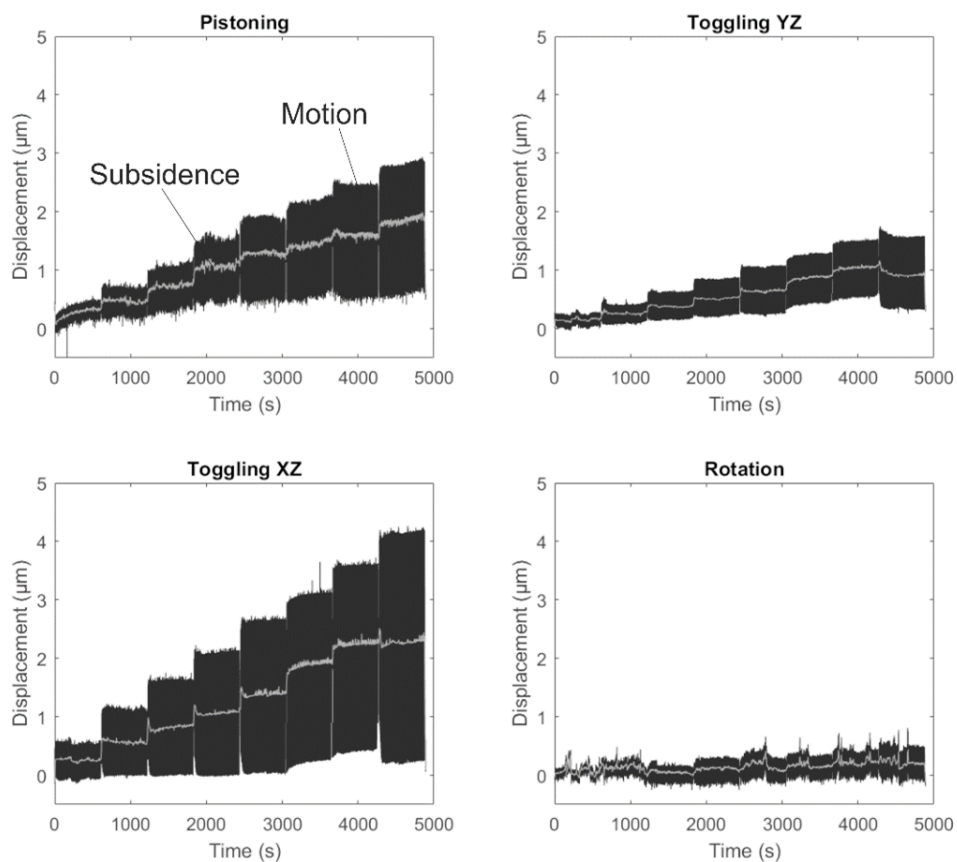 Pistoning
5
4
3
2
1
0
Displacement (μm)
Motion
Subsidence
0 1000 2000 3000 4000 5000
Time (s)
Toggling YZ
5
4
3
2
1
0
Displacement (μm)
0 1000 2000 3000 4000 5000
Time (s)
Toggling XZ
5
4
3
2
1
0
Displacement (μm)
0 1000 2000 3000 4000 5000
Time (s)
Rotation
5
4
3
2
1
0
Displacement (μm)
0 1000 2000 3000 4000 5000
Time (s)